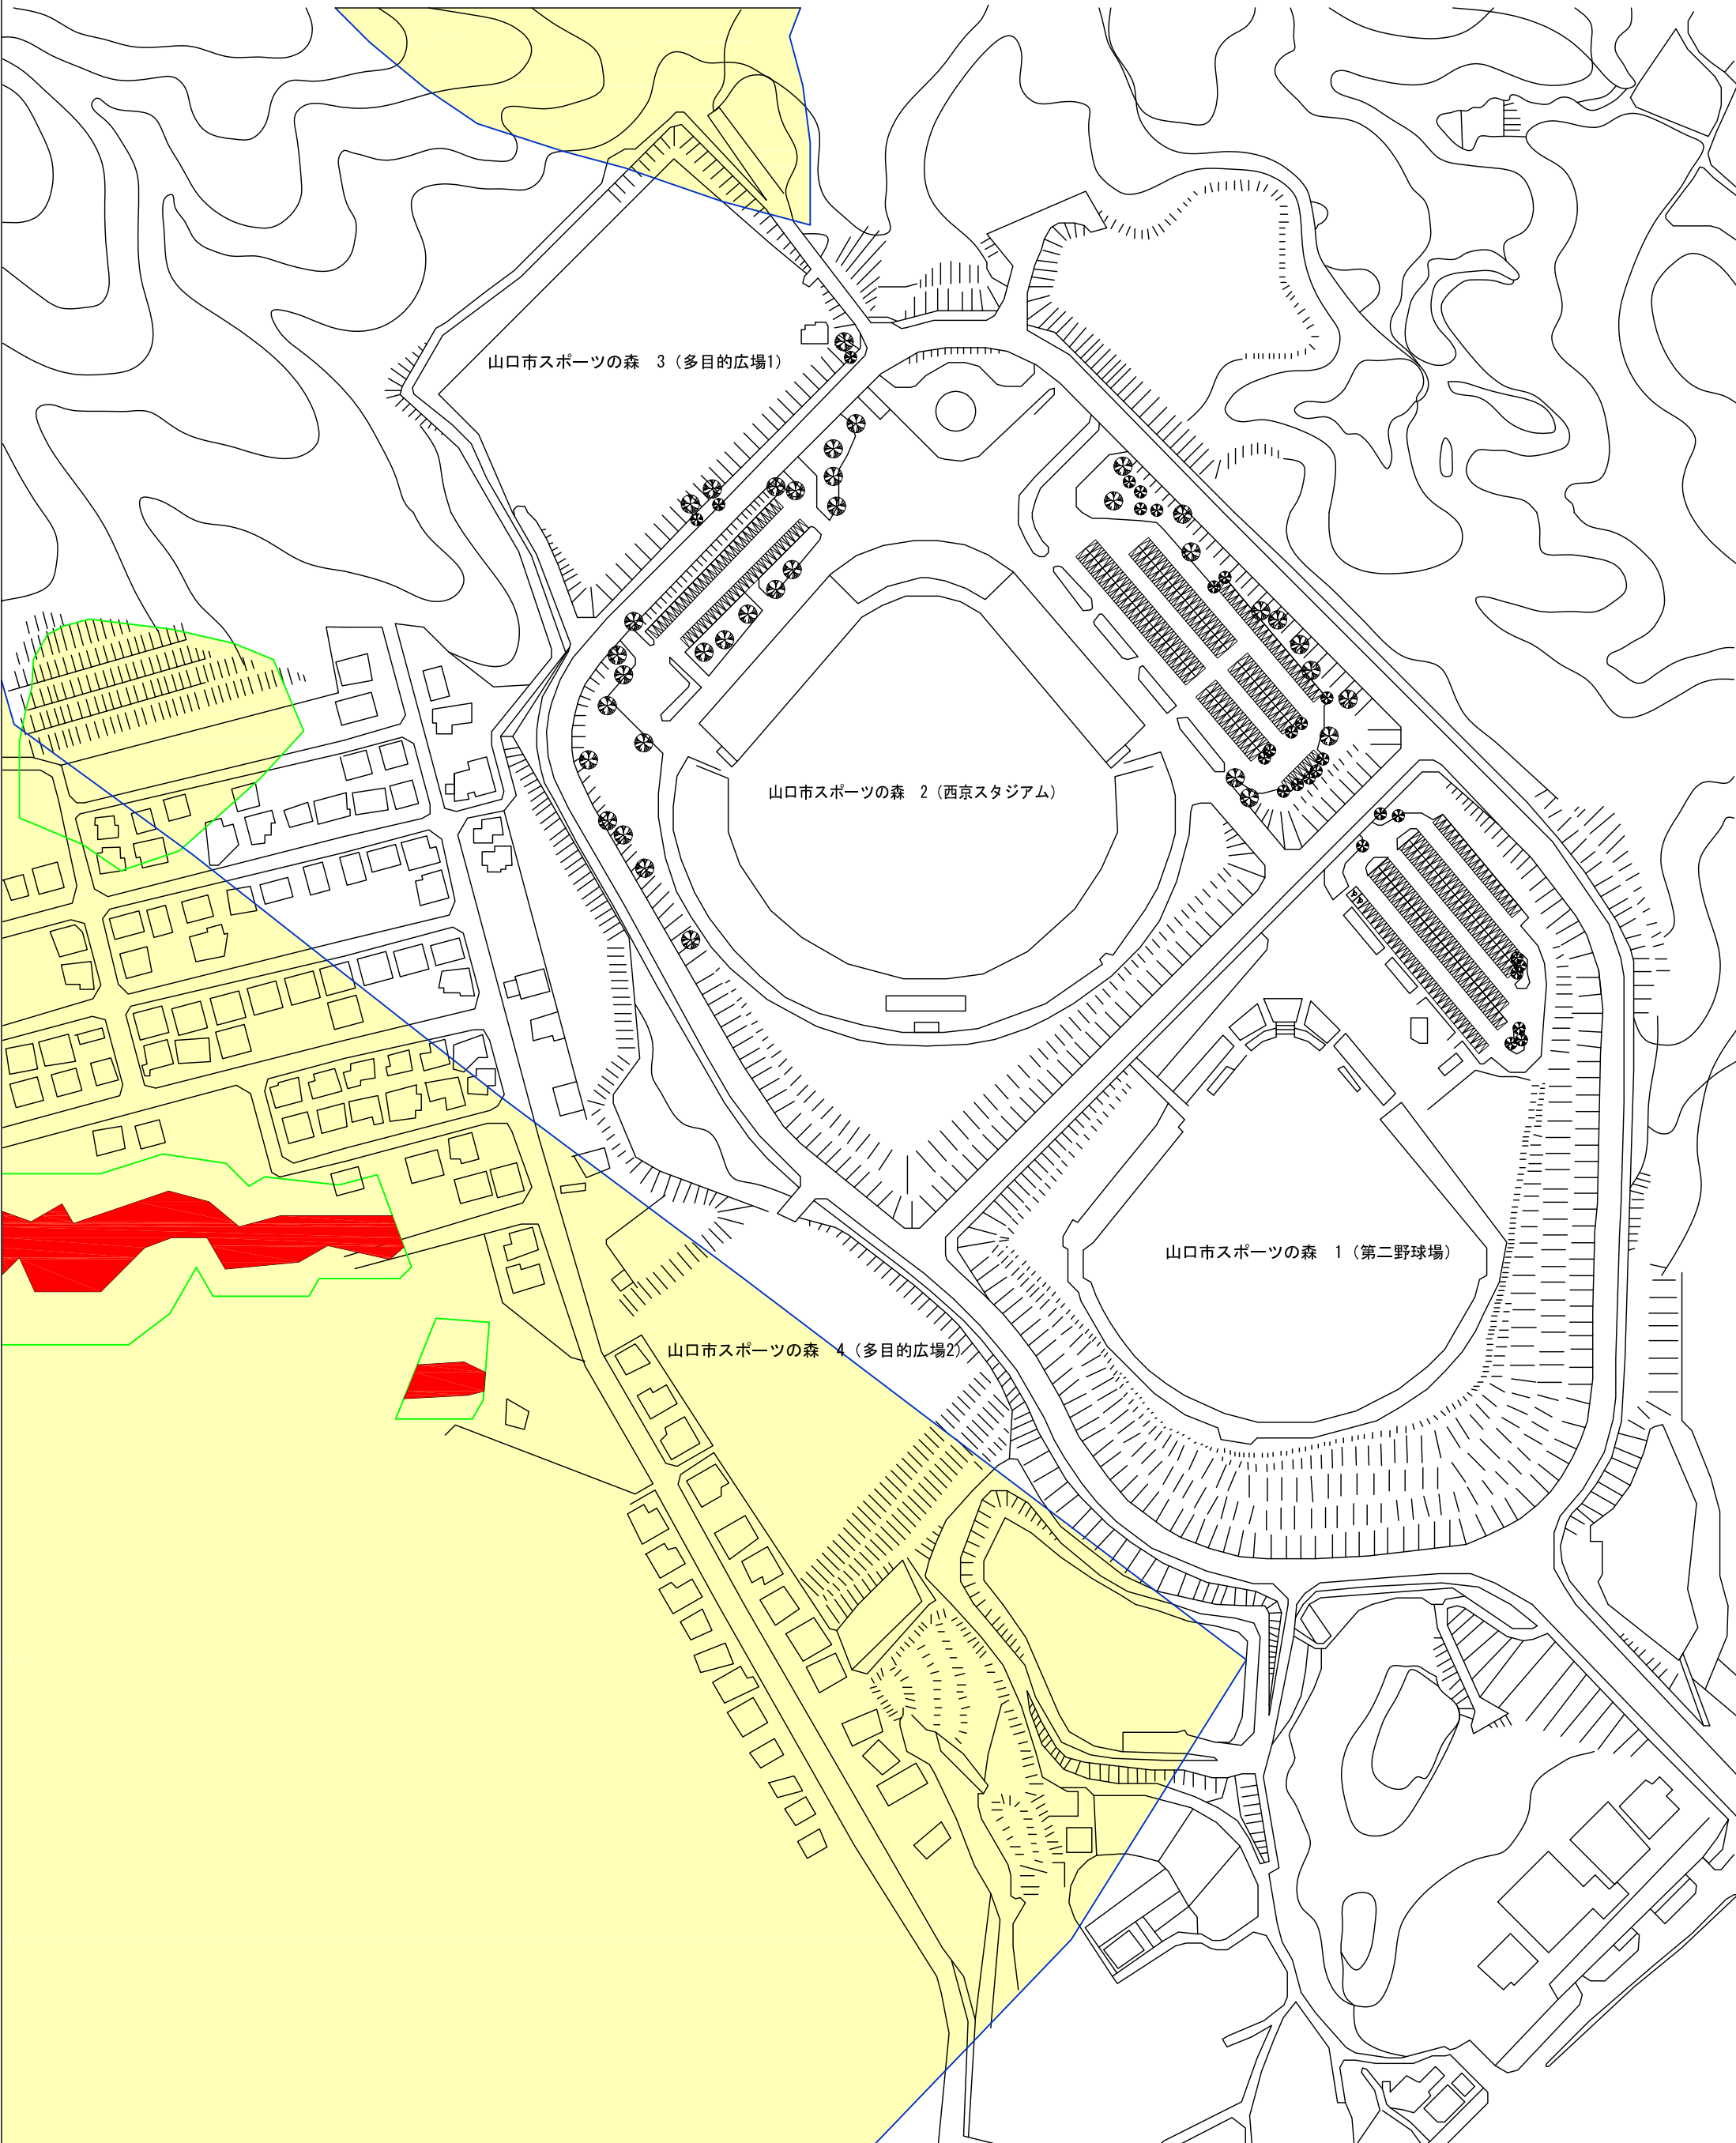 山口市スポーツの森　3（多目的広場1）
山口市スポーツの森　2（西京スタジアム）
山口市スポーツの森　1（第二野球場）
山口市スポーツの森　4（多目的広場2）